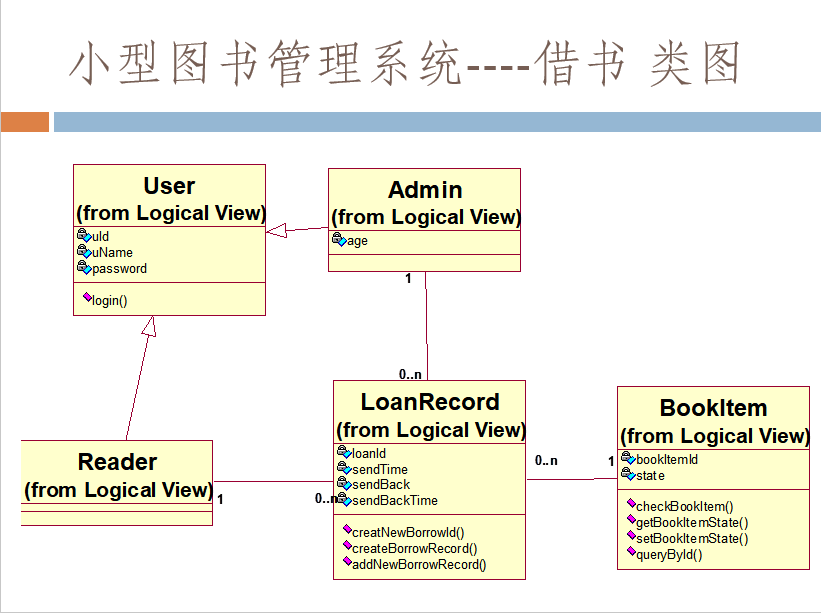 小型图书管理系统----借书 类图
User
(from Logical View)
uId
uName
password
login()
Admin
(from Logical View)
age
1
0..n
LoanRecord
(from Logical View)
loanId
sendTime
sendBack
sendBackTime
creatNewBorrowId()
createBorrowRecord()
addNewBorrowRecord()
Reader
(from Logical View)
1
0..n
0..n
1
BookItem
(from Logical View)
bookItemId
state
checkBookItem()
getBookItemState()
setBookItemState()
queryById()